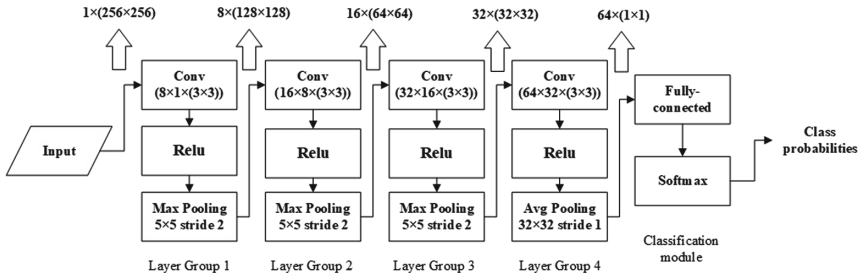 1×(256×256)
8×(128×128)
16×(64×64)
32×(32×32)
64×(1×1)
Input
Conv
(8×1×(3×3))
Relu
Max Pooling
5×5 stride 2
Layer Group 1
Conv
(16×8×(3×3))
Relu
Max Pooling
5×5 stride 2
Layer Group 2
Conv
(32×16×(3×3))
Relu
Max Pooling
5×5 stride 2
Layer Group 3
Conv
(64×32×(3×3))
Relu
Avg Pooling
32×32 stride 1
Layer Group 4
Fully-
connected
Softmax
Classification
module
Class
probabilities